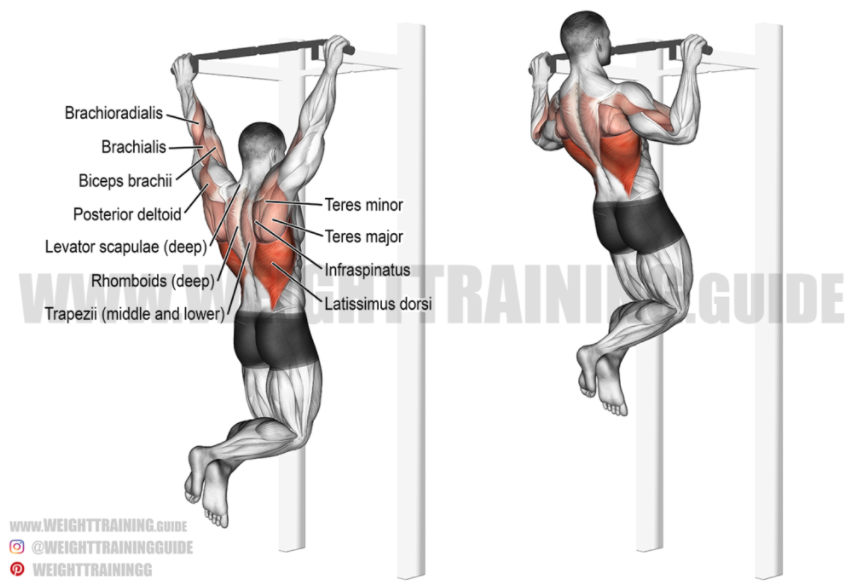 Brachioradialis
Brachialis
Biceps brachii
Posterior deltoid
Levator scapulae (deep)
Rhomboids (deep)
Trapezii (middle and lower)
Teres minor
Teres major
Infraspinatus
Latissimus dorsi
WWW.WEIGHTTRAINING.GUIDE
www.WEIGHTTRAINING.GUIDE
@WEIGHTTRAININGGUIDE
WEIGHTTRAININGG